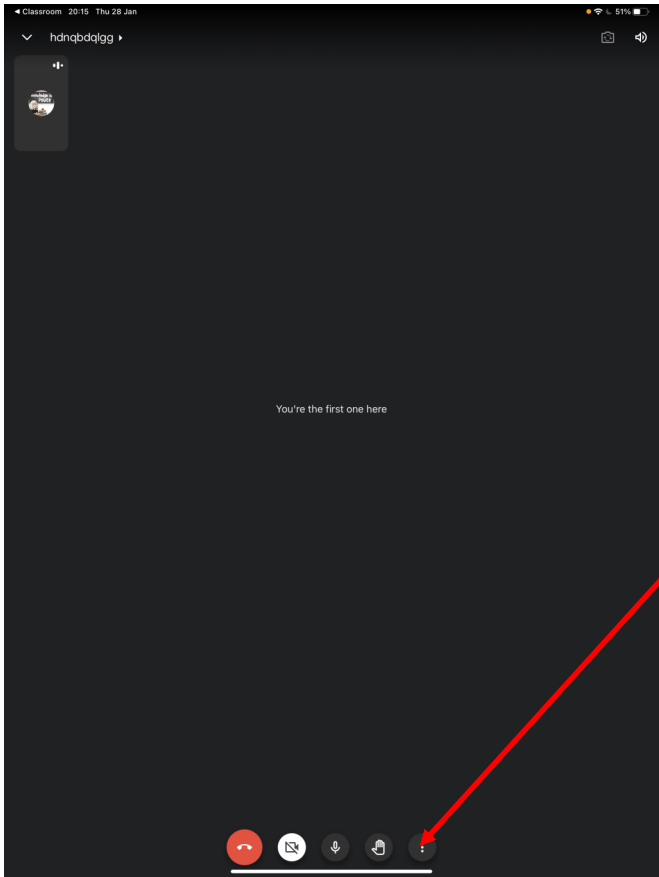 ◂ Classroom 20:15 Thu 28 Jan 51%
hdnqbdqlgg ▸
You're the first one here